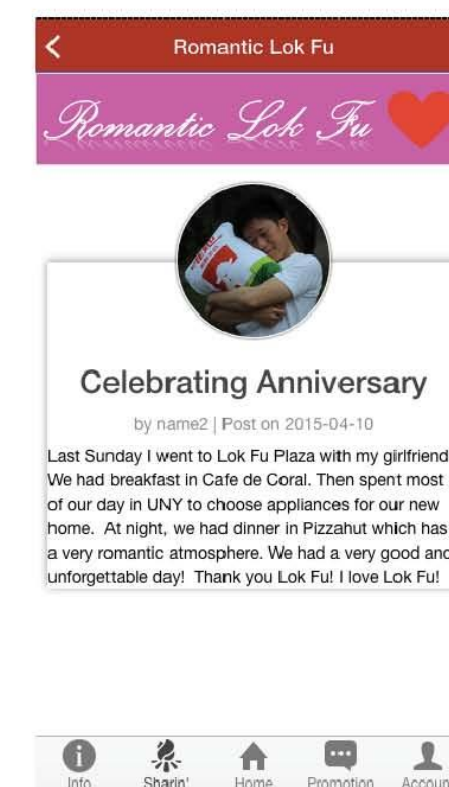 Romantic Lok Fu
Romantic Lok Fu
Celebrating Anniversary
by name2 | Post on 2015-04-10
Last Sunday I went to Lok Fu Plaza with my girlfriend
We had breakfast in Cafe de Coral. Then spent most
of our day in UNY to choose appliances for our new
home. At night, we had dinner in Pizzahut which has
a very romantic atmosphere. We had a very good and
unforgettable day! Thank you Lok Fu! I love Lok Fu!
Info Sharin' Home Promotion Account